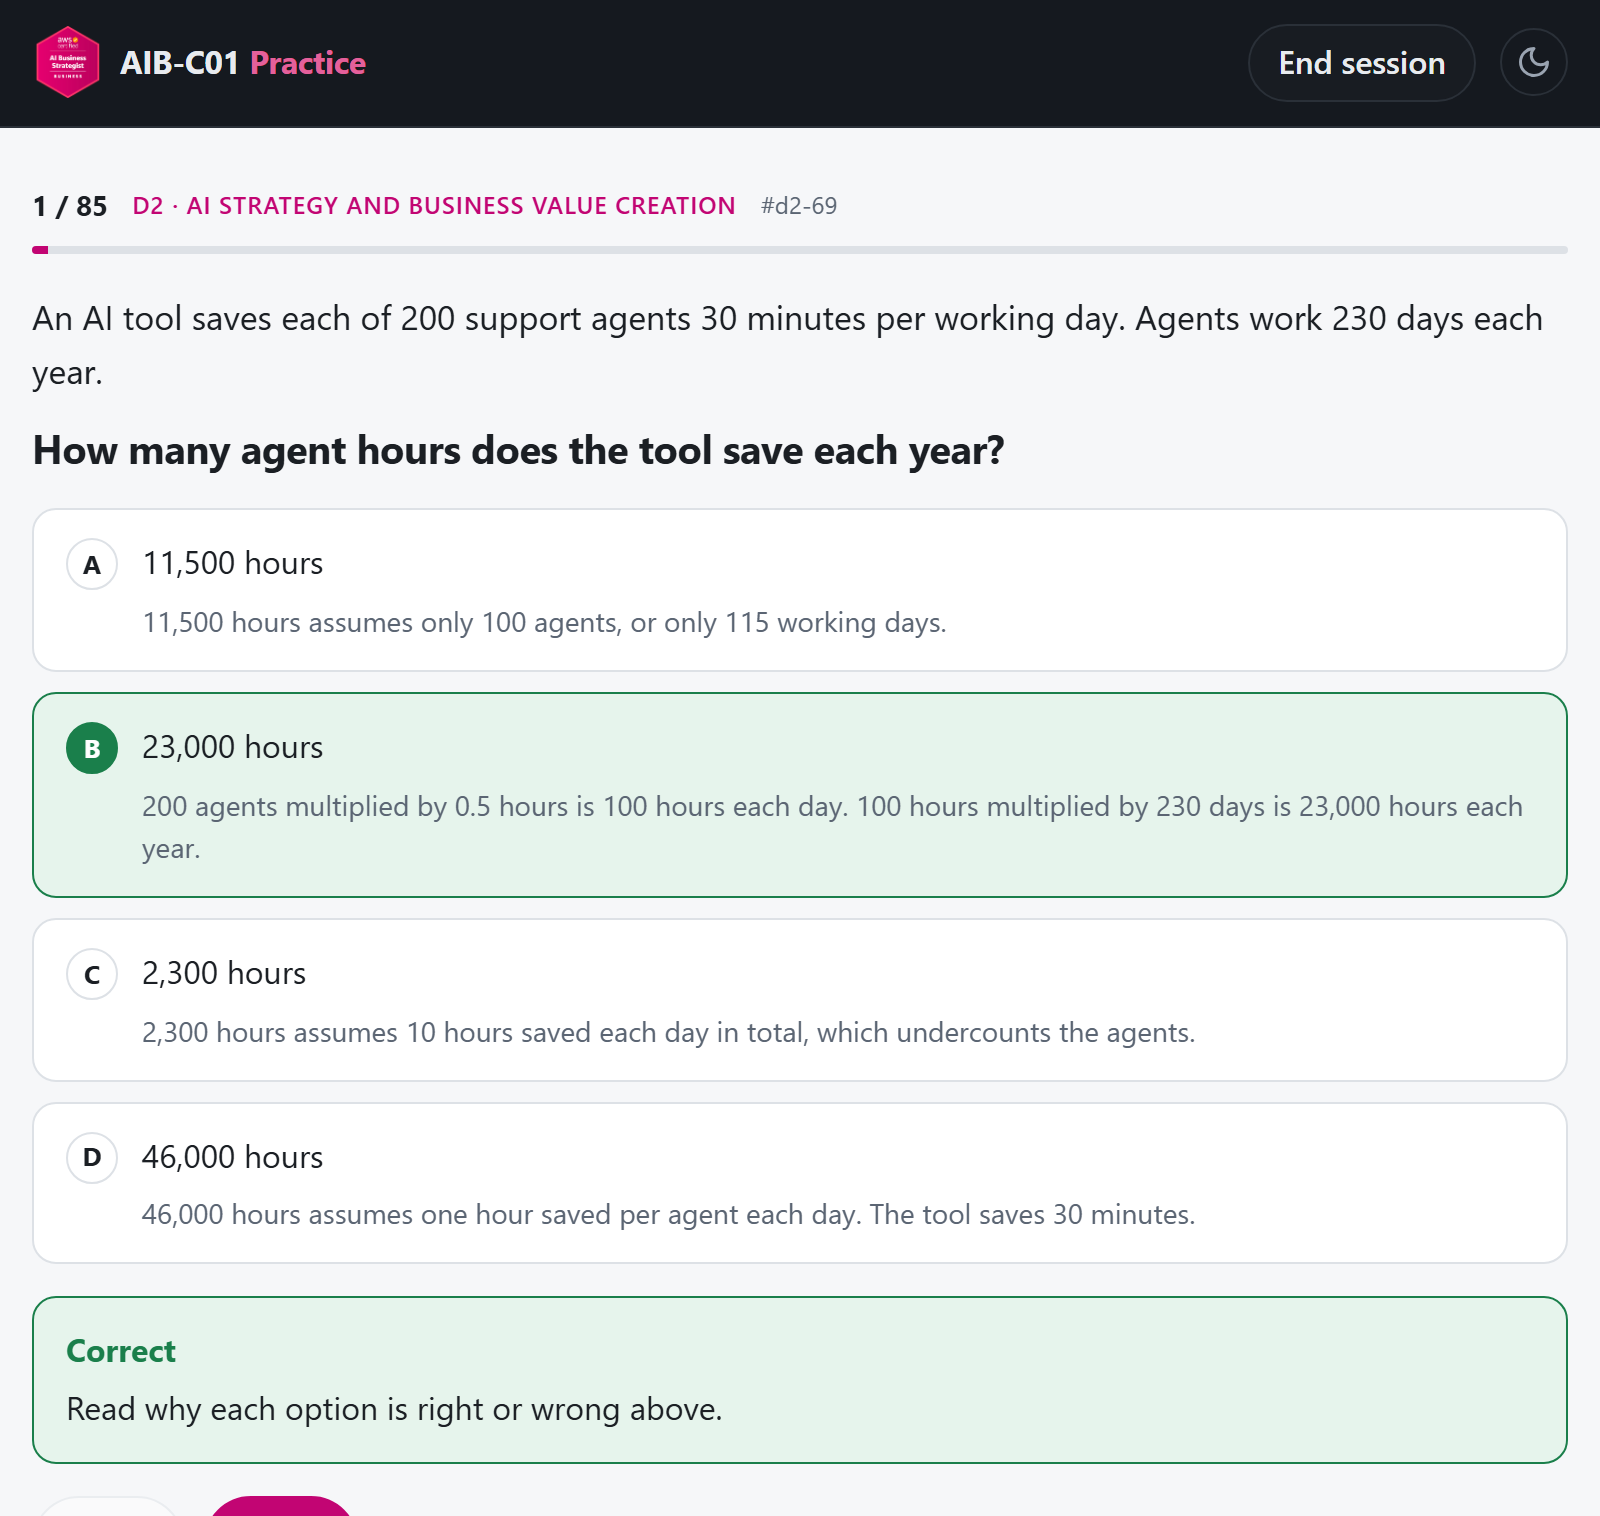 aws
certified
AI Business
Strategist
BUSINESS
AIB-C01 Practice
End session
1 / 85 D2 · AI STRATEGY AND BUSINESS VALUE CREATION #d2-69
An AI tool saves each of 200 support agents 30 minutes per working day. Agents work 230 days each
year.
How many agent hours does the tool save each year?
A 11,500 hours
11,500 hours assumes only 100 agents, or only 115 working days.
B 23,000 hours
200 agents multiplied by 0.5 hours is 100 hours each day. 100 hours multiplied by 230 days is 23,000 hours each
year.
C 2,300 hours
2,300 hours assumes 10 hours saved each day in total, which undercounts the agents.
D 46,000 hours
46,000 hours assumes one hour saved per agent each day. The tool saves 30 minutes.
Correct
Read why each option is right or wrong above.